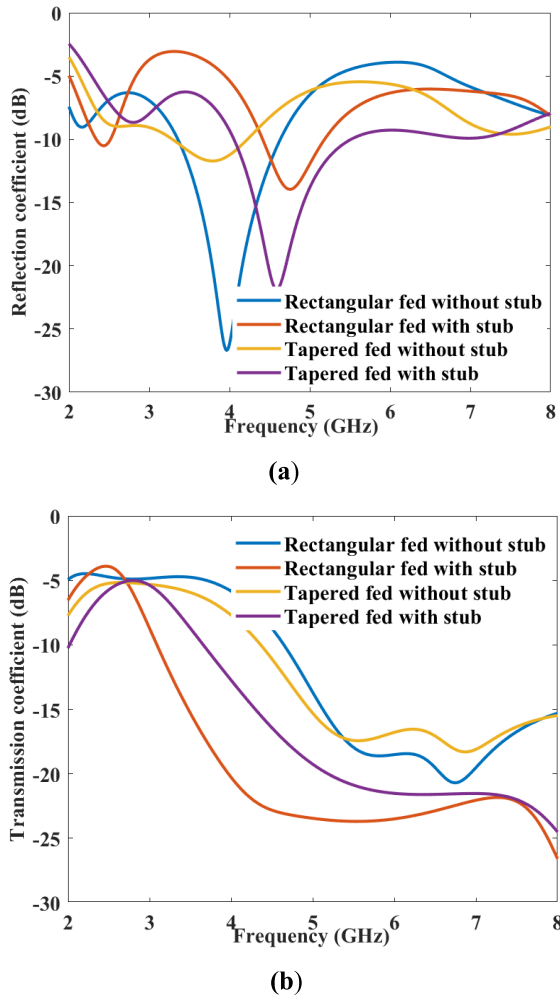 0
-5
-10
-15
-20
-25
-30
Reflection coefficient (dB)
Rectangular fed without stub
Rectangular fed with stub
Tapered fed without stub
Tapered fed with stub
2 3 4 5 6 7 8
Frequency (GHz)
(a)
0
-5
-10
-15
-20
-25
-30
Transmission coefficient (dB)
Rectangular fed without stub
Rectangular fed with stub
Tapered fed without stub
Tapered fed with stub
2 3 4 5 6 7 8
Frequency (GHz)
(b)